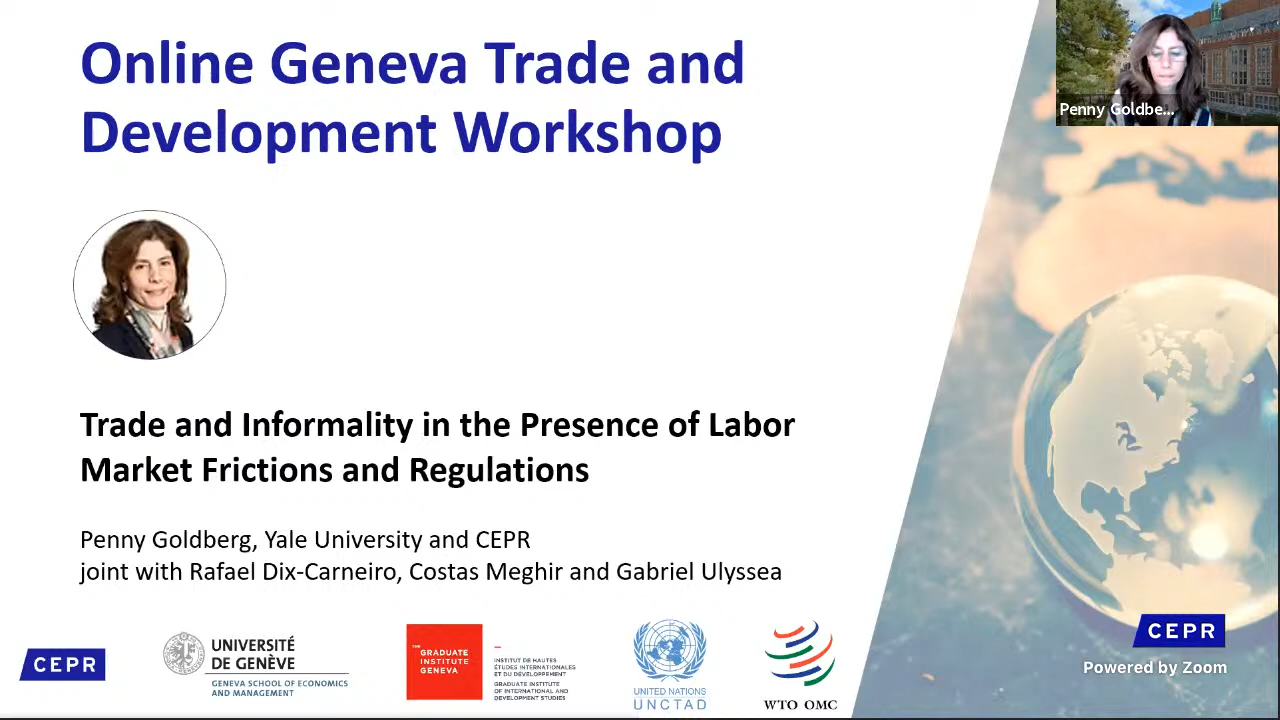 Online Geneva Trade and
Development Workshop
Penny Goldbe...
Trade and Informality in the Presence of Labor
Market Frictions and Regulations
Penny Goldberg, Yale University and CEPR
joint with Rafael Dix-Carneiro, Costas Meghir and Gabriel Ulyssea
CEPR
UNIVERSITÉ
DE GENÈVE
GENEVA SCHOOL OF ECONOMICS
AND MANAGEMENT
THE
GRADUATE
INSTITUTE
GENEVA
INSTITUT DE HAUTES
ÉTUDES INTERNATIONALES
ET DU DÉVELOPPEMENT
GRADUATE INSTITUTE
OF INTERNATIONAL AND
DEVELOPMENT STUDIES
UNITED NATIONS
UNCTAD
WTO OMC
CEPR
Powered by Zoom